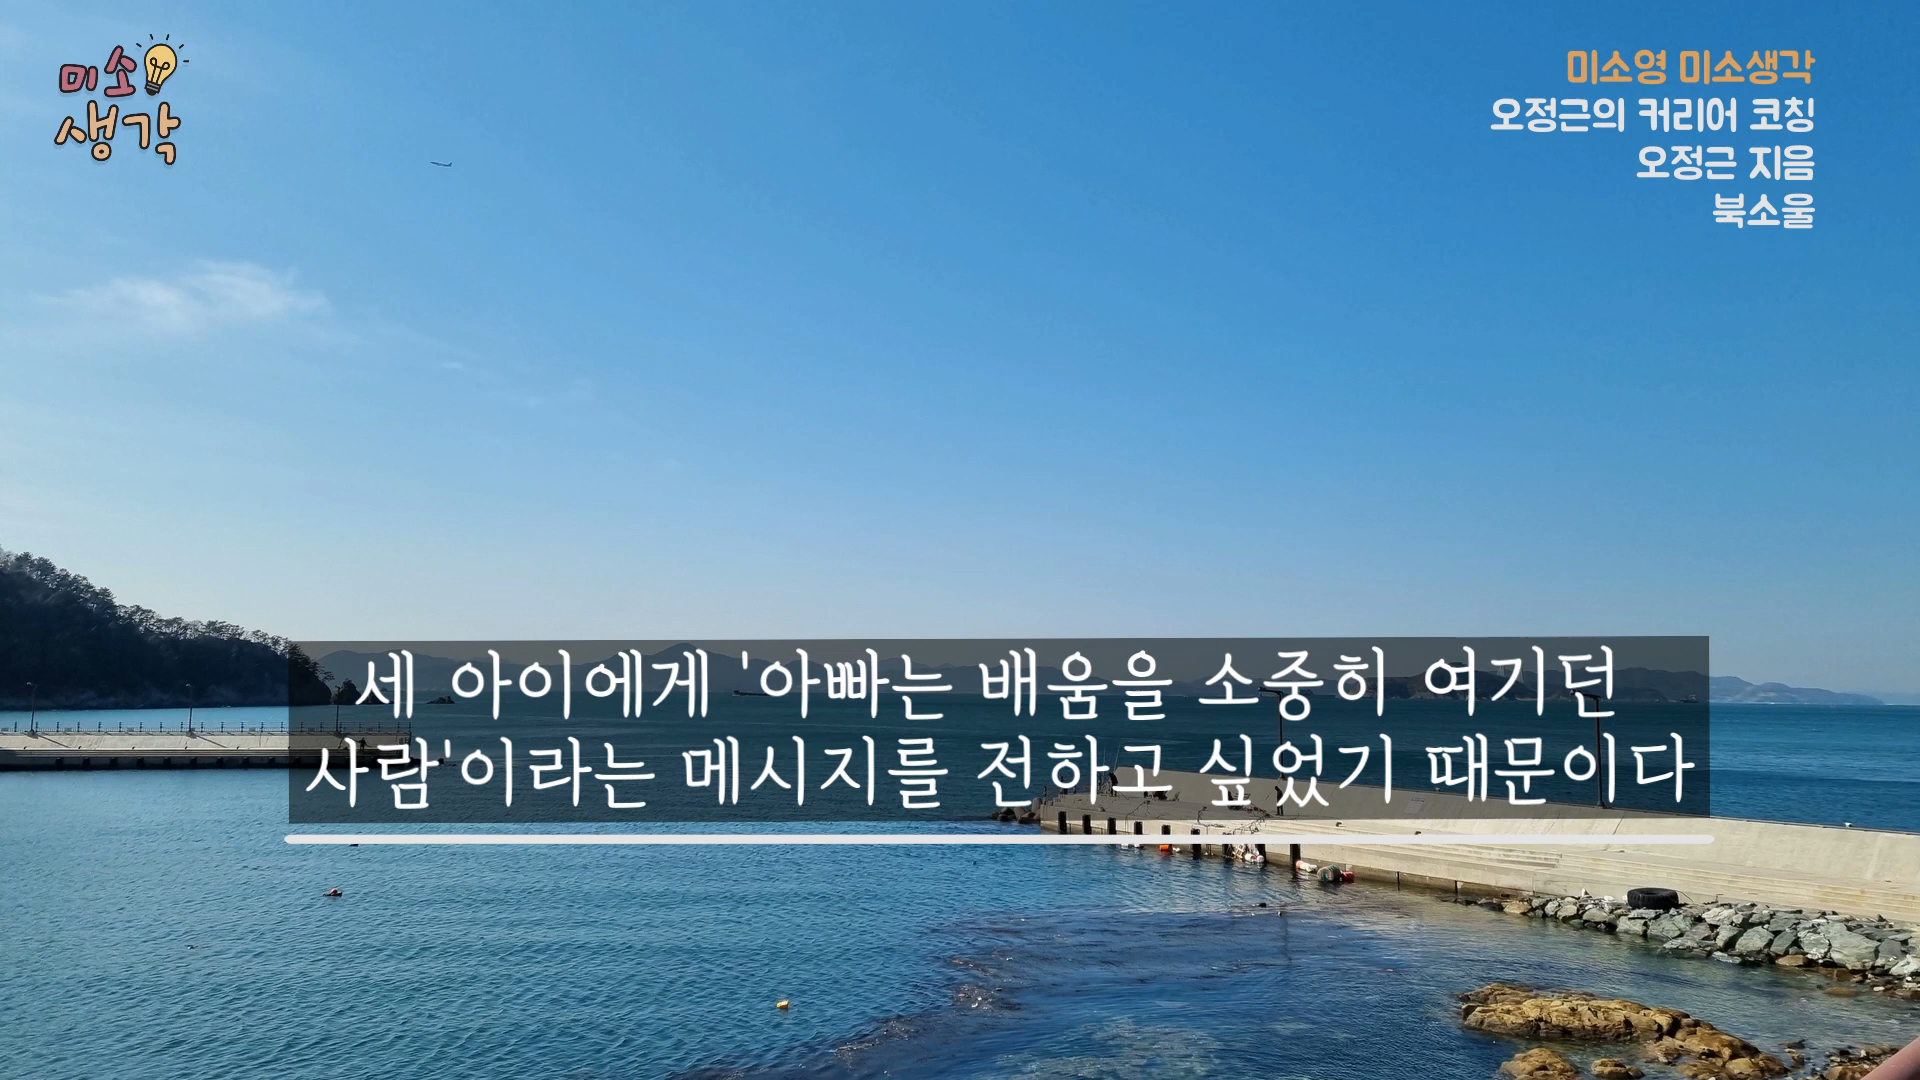 미소
생각
미소영 미소생각
오정근의 커리어 코칭
오정근 지음
북소울
세 아이에게 '아빠는 배움을 소중히 여기던
사람'이라는 메시지를 전하고 싶었기 때문이다